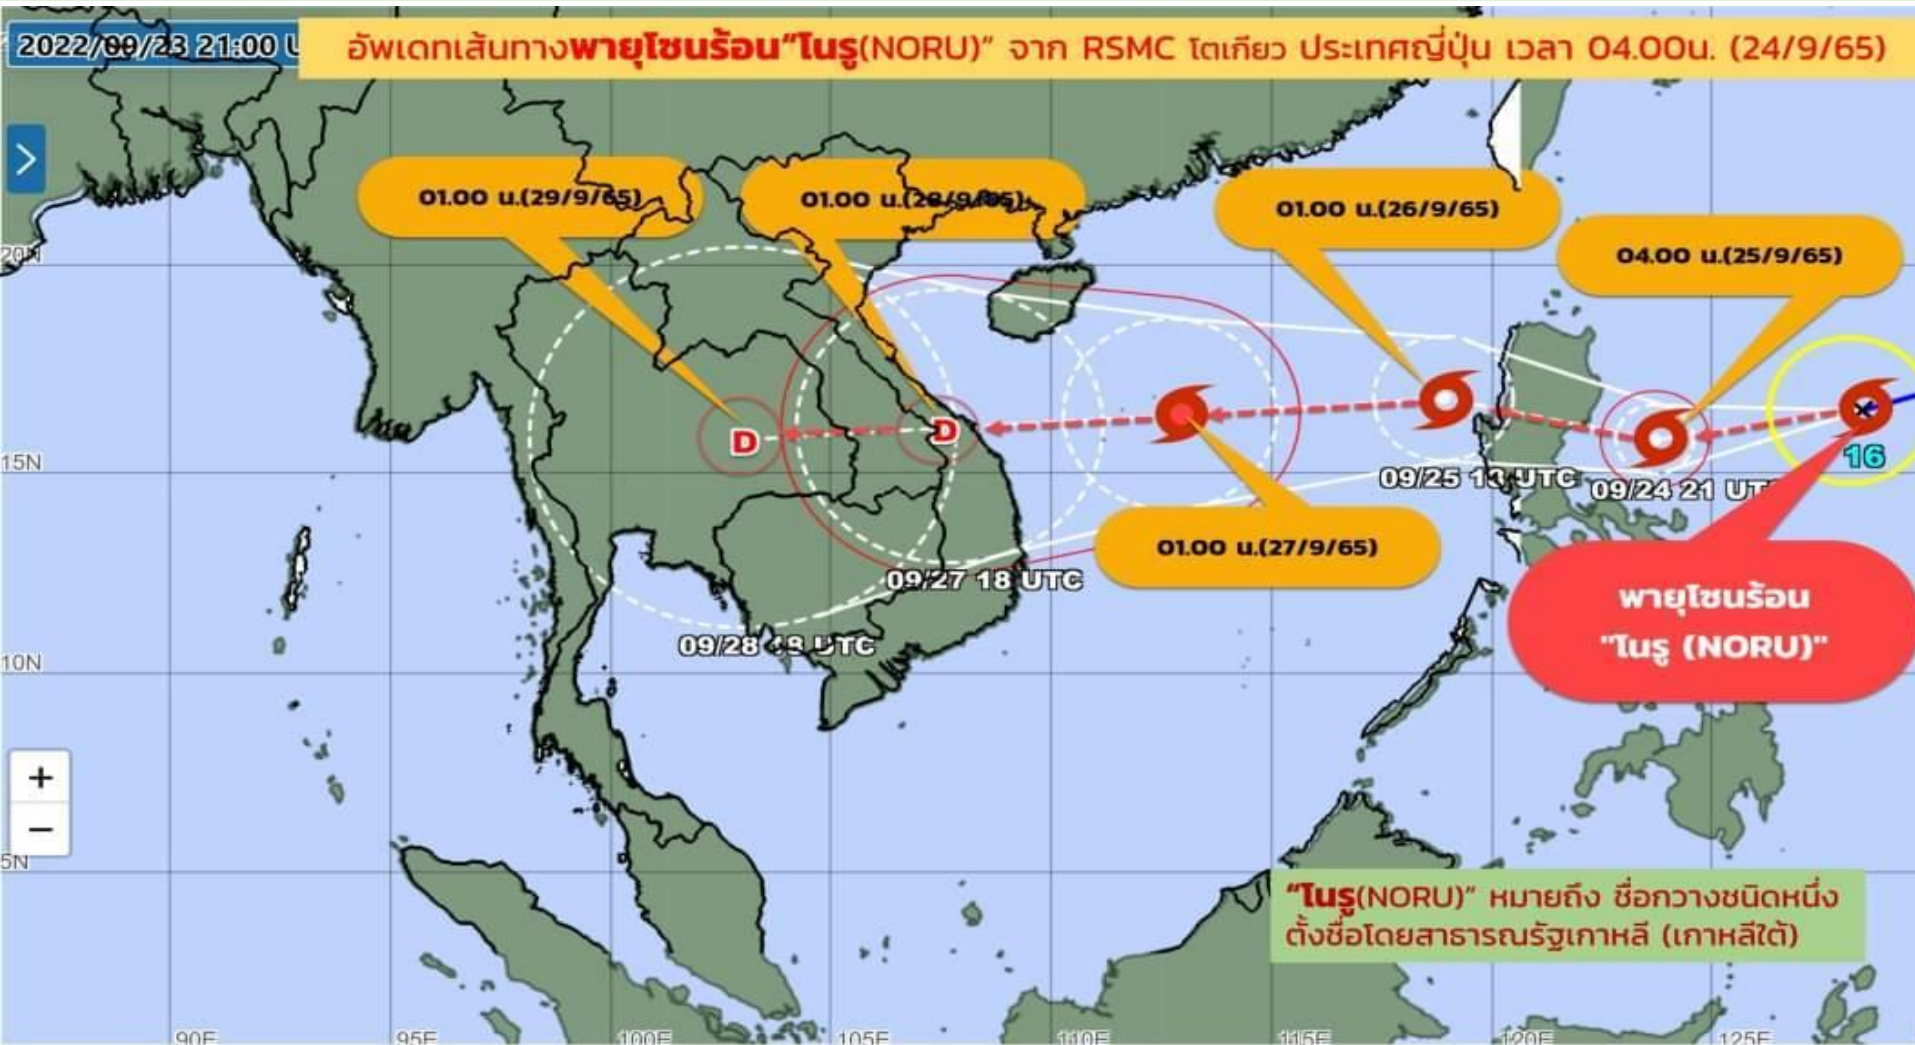 2022/09/23 21:00 U
อัพเดทเส้นทางพายุโซนร้อน"โนรู(NORU)" จาก RSMC โตเกียว ประเทศญี่ปุ่น เวลา 04.00น. (24/9/65)
01.00 น.(29/9/65)
01.00 น.(28/9/65)
01.00 น.(26/9/65)
04.00 น.(25/9/65)
20N
15N
16
09/25 18 UTC
09/24 21 UT
01.00 น.(27/9/65)
09/27 18 UTC
พายุโซนร้อน
"โนรู (NORU)"
09/28 18 UTC
10N
+
−
5N
"โนรู(NORU)" หมายถึง ชื่อกวางชนิดหนึ่ง
ตั้งชื่อโดยสาธารณรัฐเกาหลี (เกาหลีใต้)
D
D
90E 95E 100E 105E 110E 115E 120E 125E